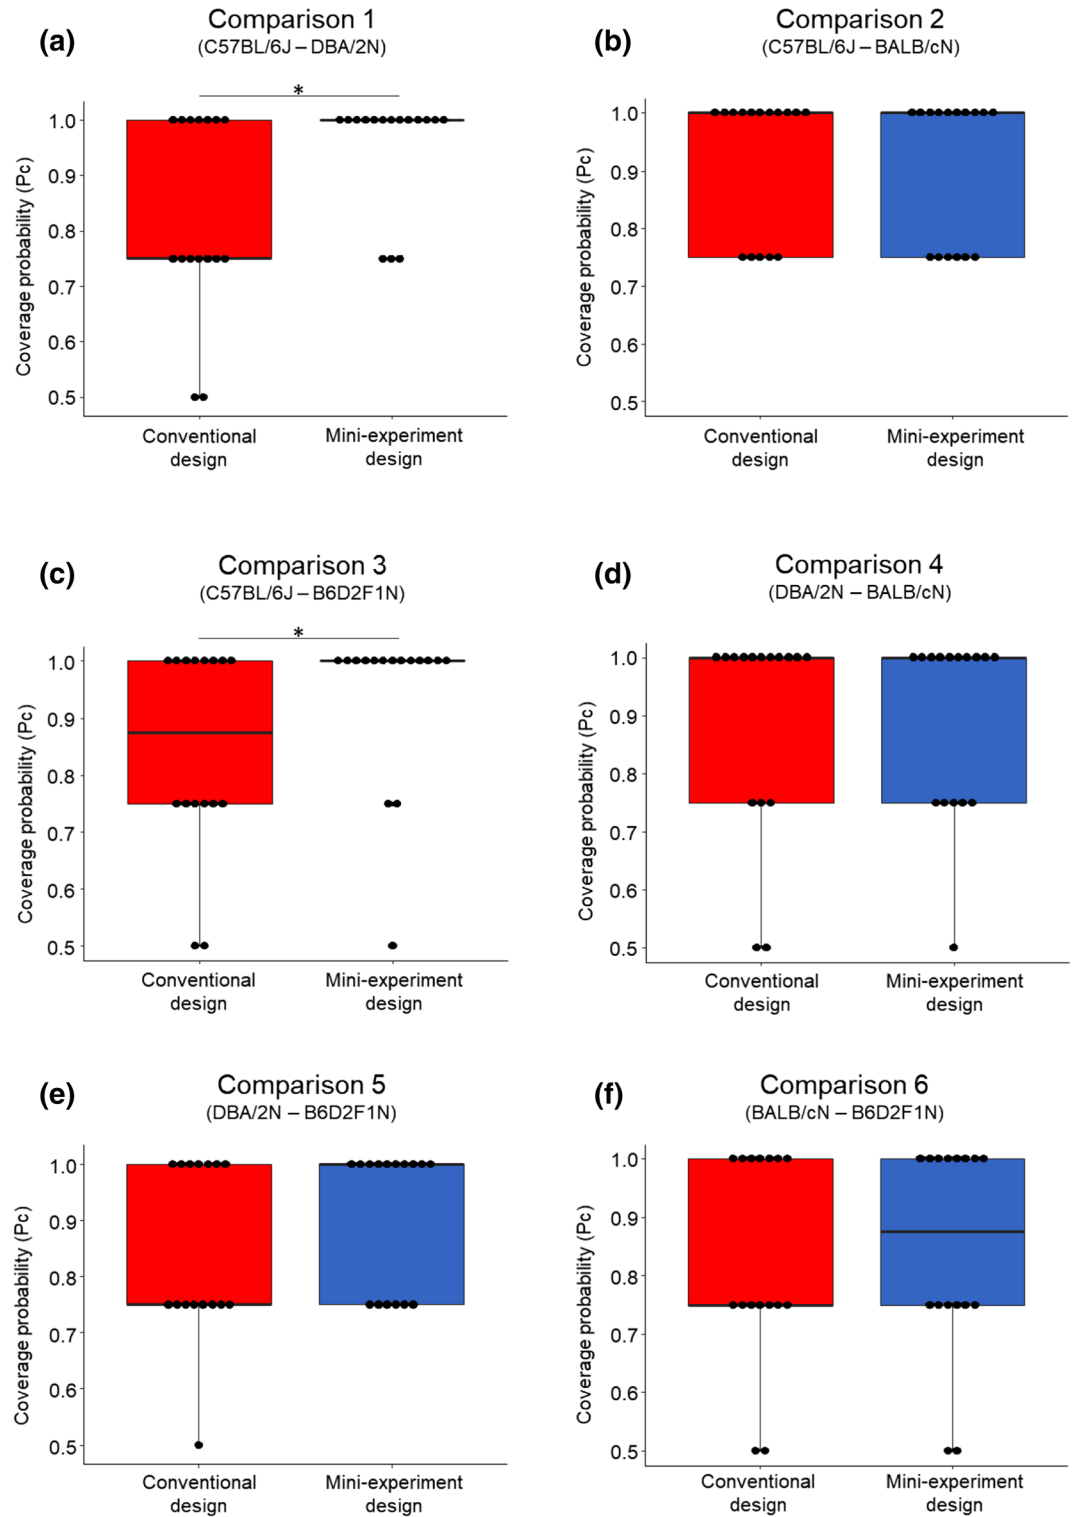 (a)
Comparison 1
(C57BL/6J – DBA/2N)
*
Coverage probability (Pc)
1.0
0.9
0.8
0.7
0.6
0.5
Conventional design
Mini-experiment design
(b)
Comparison 2
(C57BL/6J – BALB/cN)
Coverage probability (Pc)
1.0
0.9
0.8
0.7
0.6
0.5
Conventional design
Mini-experiment design
(c)
Comparison 3
(C57BL/6J – B6D2F1N)
*
Coverage probability (Pc)
1.0
0.9
0.8
0.7
0.6
0.5
Conventional design
Mini-experiment design
(d)
Comparison 4
(DBA/2N – BALB/cN)
Coverage probability (Pc)
1.0
0.9
0.8
0.7
0.6
0.5
Conventional design
Mini-experiment design
(e)
Comparison 5
(DBA/2N – B6D2F1N)
Coverage probability (Pc)
1.0
0.9
0.8
0.7
0.6
0.5
Conventional design
Mini-experiment design
(f)
Comparison 6
(BALB/cN – B6D2F1N)
Coverage probability (Pc)
1.0
0.9
0.8
0.7
0.6
0.5
Conventional design
Mini-experiment design